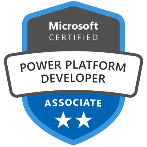 Microsoft
CERTIFIED
POWER PLATFORM
DEVELOPER
ASSOCIATE